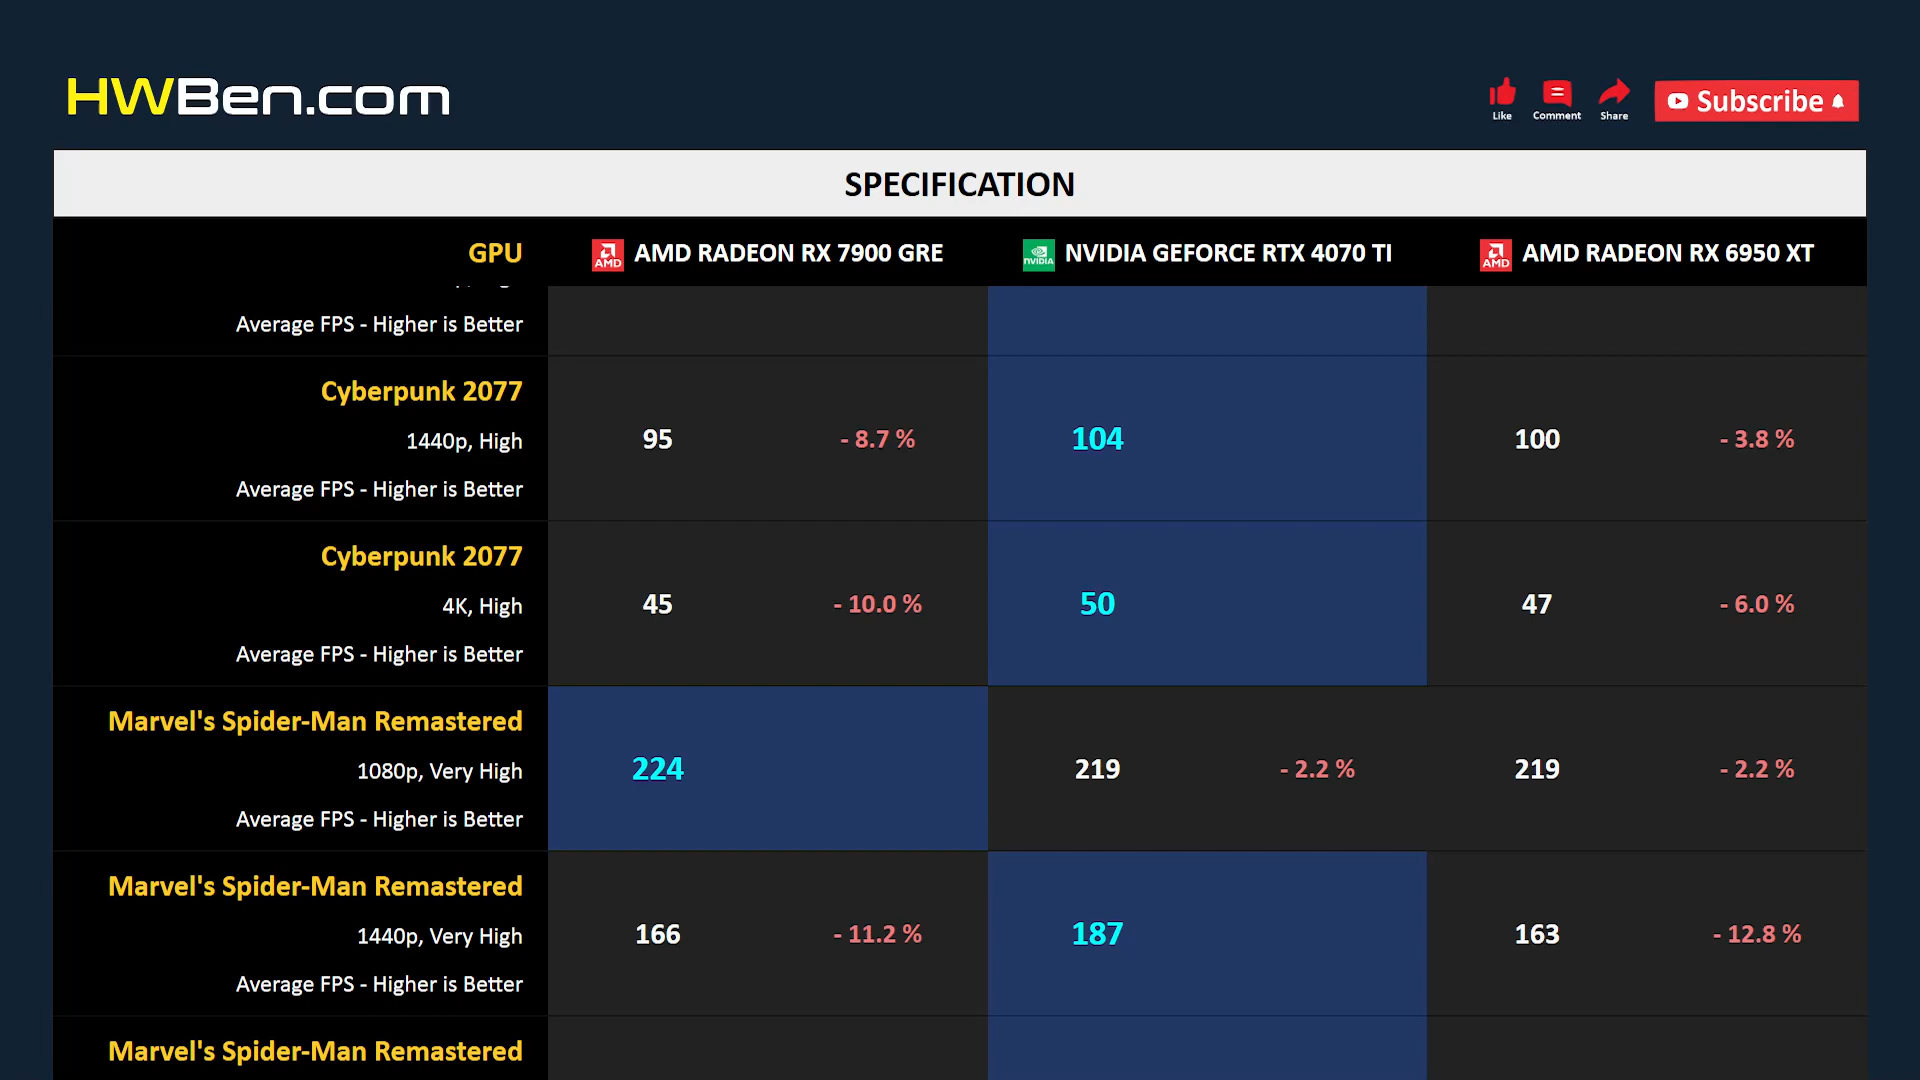 HWBen.com
Like
Comment
Share
Subscribe
SPECIFICATION
GPU
AMD
AMD RADEON RX 7900 GRE
NVIDIA
NVIDIA GEFORCE RTX 4070 TI
AMD
AMD RADEON RX 6950 XT
Average FPS - Higher is Better
Cyberpunk 2077
1440p, High
Average FPS - Higher is Better
95 - 8.7 % 104 100 - 3.8 %
Cyberpunk 2077
4K, High
Average FPS - Higher is Better
45 - 10.0 % 50 47 - 6.0 %
Marvel's Spider-Man Remastered
1080p, Very High
Average FPS - Higher is Better
224 219 - 2.2 % 219 - 2.2 %
Marvel's Spider-Man Remastered
1440p, Very High
Average FPS - Higher is Better
166 - 11.2 % 187 163 - 12.8 %
Marvel's Spider-Man Remastered